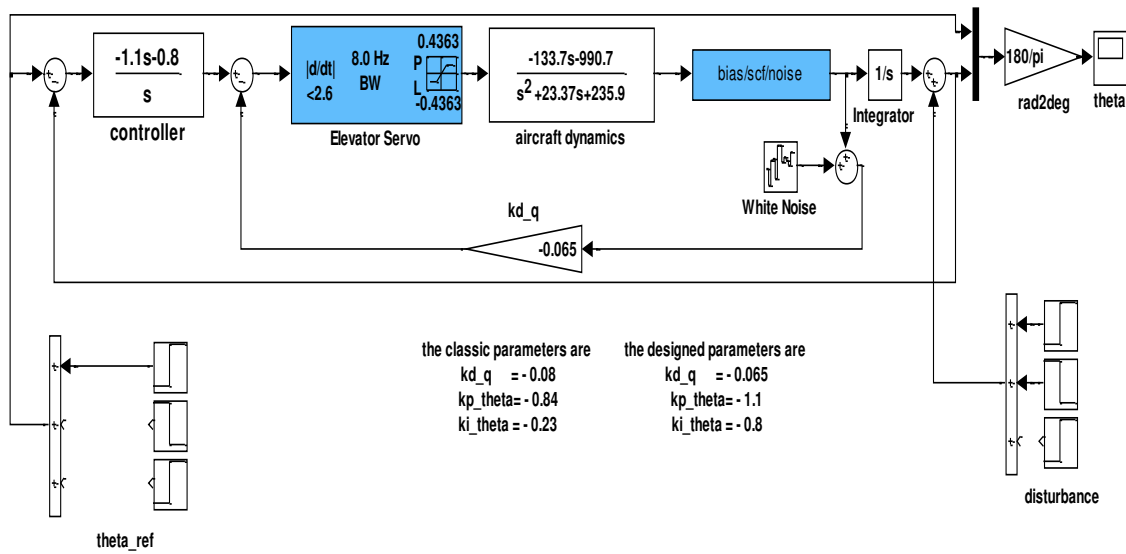 -1.1s-0.8
s
controller
|d/dt|
<2.6
8.0 Hz
BW
0.4363
P
L
-0.4363
Elevator Servo
-133.7s-990.7
s2+23.37s+235.9
aircraft dynamics
bias/scf/noise
1/s
Integrator
180/pi
rad2deg
theta
White Noise
kd_q
-0.065
the classic parameters are
kd_q = - 0.08
kp_theta= - 0.84
ki_theta = - 0.23
the designed parameters are
kd_q = - 0.065
kp_theta= - 1.1
ki_theta = - 0.8
theta_ref
disturbance